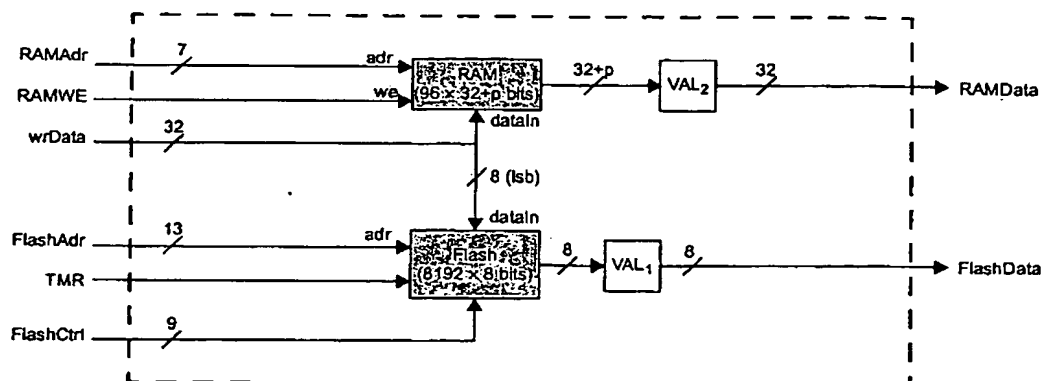 RAMAdr
7
adr
RAM
(96 × 32+p bits)
32+p
VAL2
32
RAMData
RAMWE
we
wrData
32
dataIn
8 (lsb)
dataIn
FlashAdr
13
adr
Flash
(8192 × 8 bits)
8
VAL1
8
FlashData
TMR
FlashCtrl
9